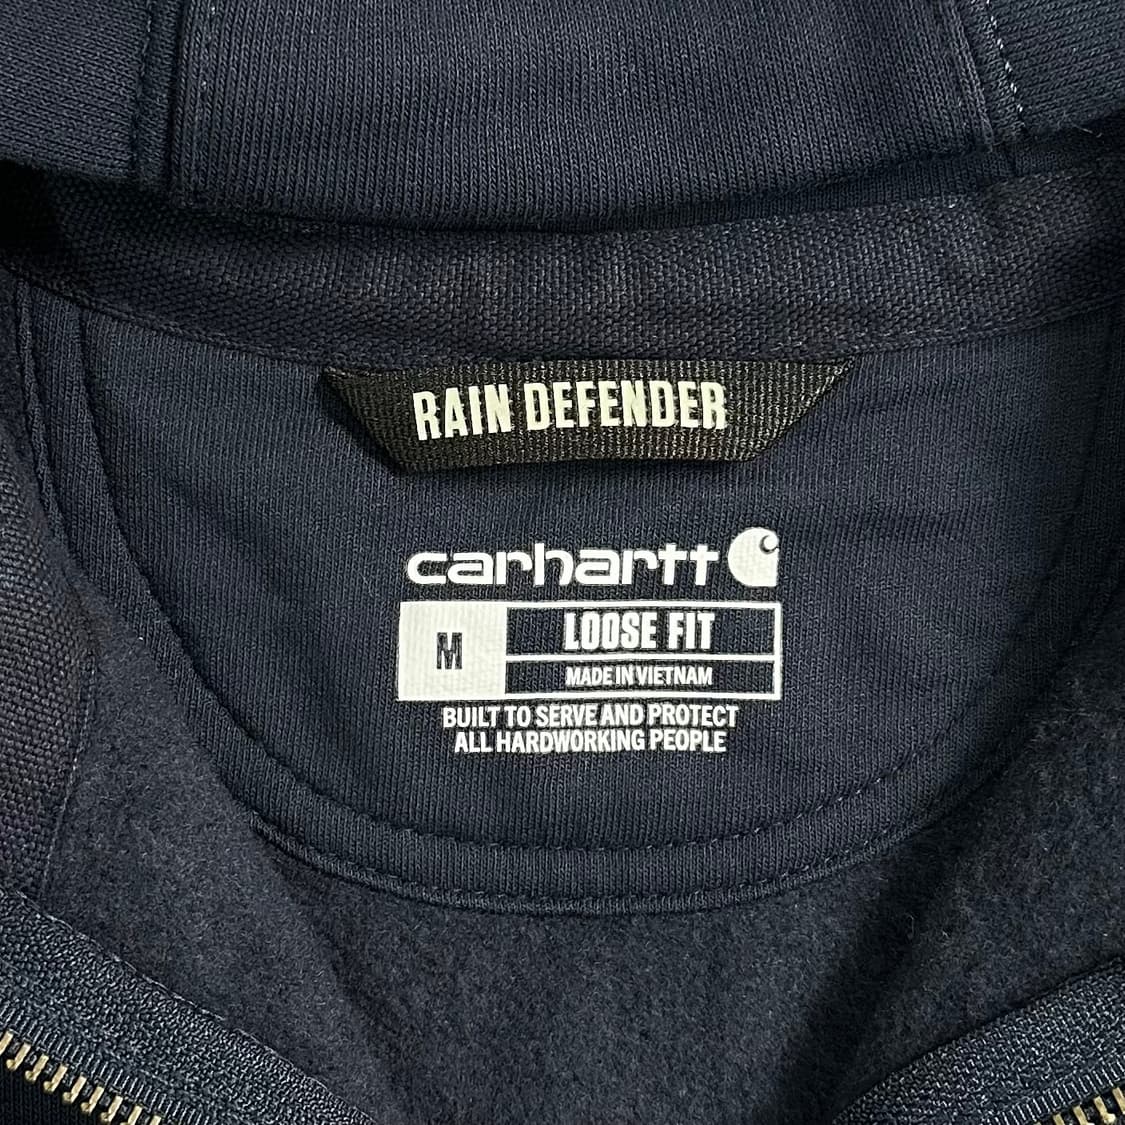 RAIN DEFENDER
carhartt
M
LOOSE FIT
MADE IN VIETNAM
BUILT TO SERVE AND PROTECT
ALL HARDWORKING PEOPLE